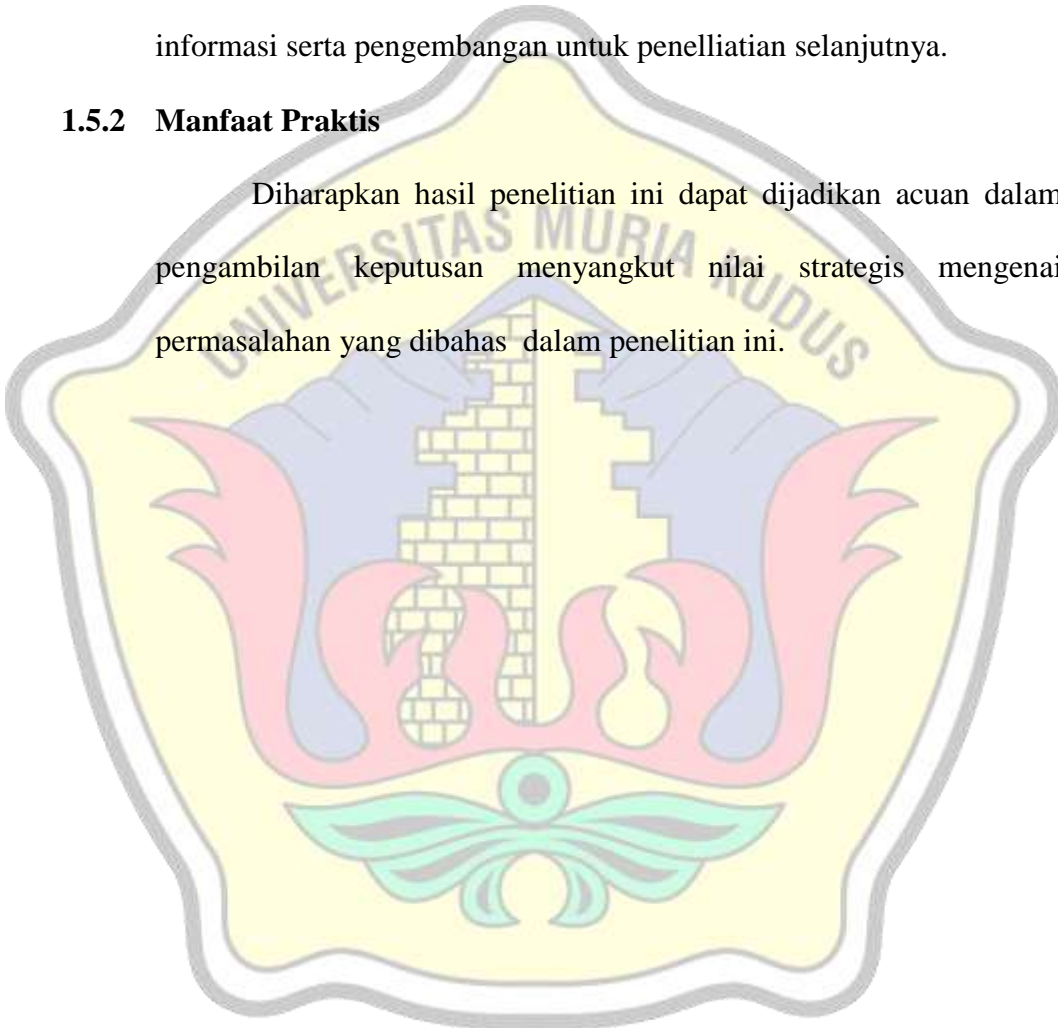 informasi serta pengembangan untuk penelliatian selanjutnya.
1.5.2 Manfaat Praktis
Diharapkan hasil penelitian ini dapat dijadikan acuan dalam
pengambilan keputusan menyangkut nilai strategis mengenai
permasalahan yang dibahas dalam penelitian ini.
UNIVERSITAS MURIA KUDUS